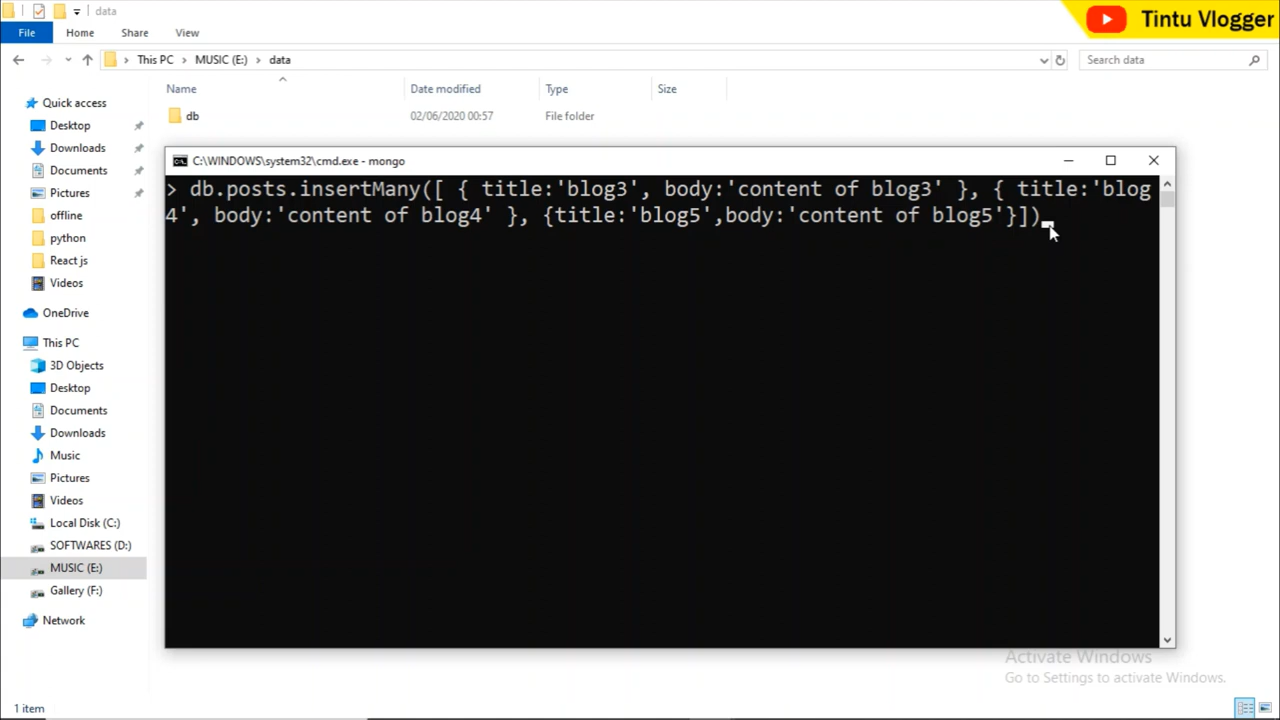 data
Tintu Vlogger
File Home Share View
This PC MUSIC (E:) data
Search data
Name Date modified Type Size
db 02/06/2020 00:57 File folder
Quick access
Desktop
Downloads
Documents
Pictures
offline
python
React js
Videos
OneDrive
This PC
3D Objects
Desktop
Documents
Downloads
Music
Pictures
Videos
Local Disk (C:)
SOFTWARES (D:)
MUSIC (E:)
Gallery (F:)
Network
C:\WINDOWS\system32\cmd.exe - mongo
> db.posts.insertMany([ { title:'blog3', body:'content of blog3' }, { title:'blog
4', body:'content of blog4' }, {title:'blog5',body:'content of blog5'}])
Activate Windows
Go to Settings to activate Windows.
1 item